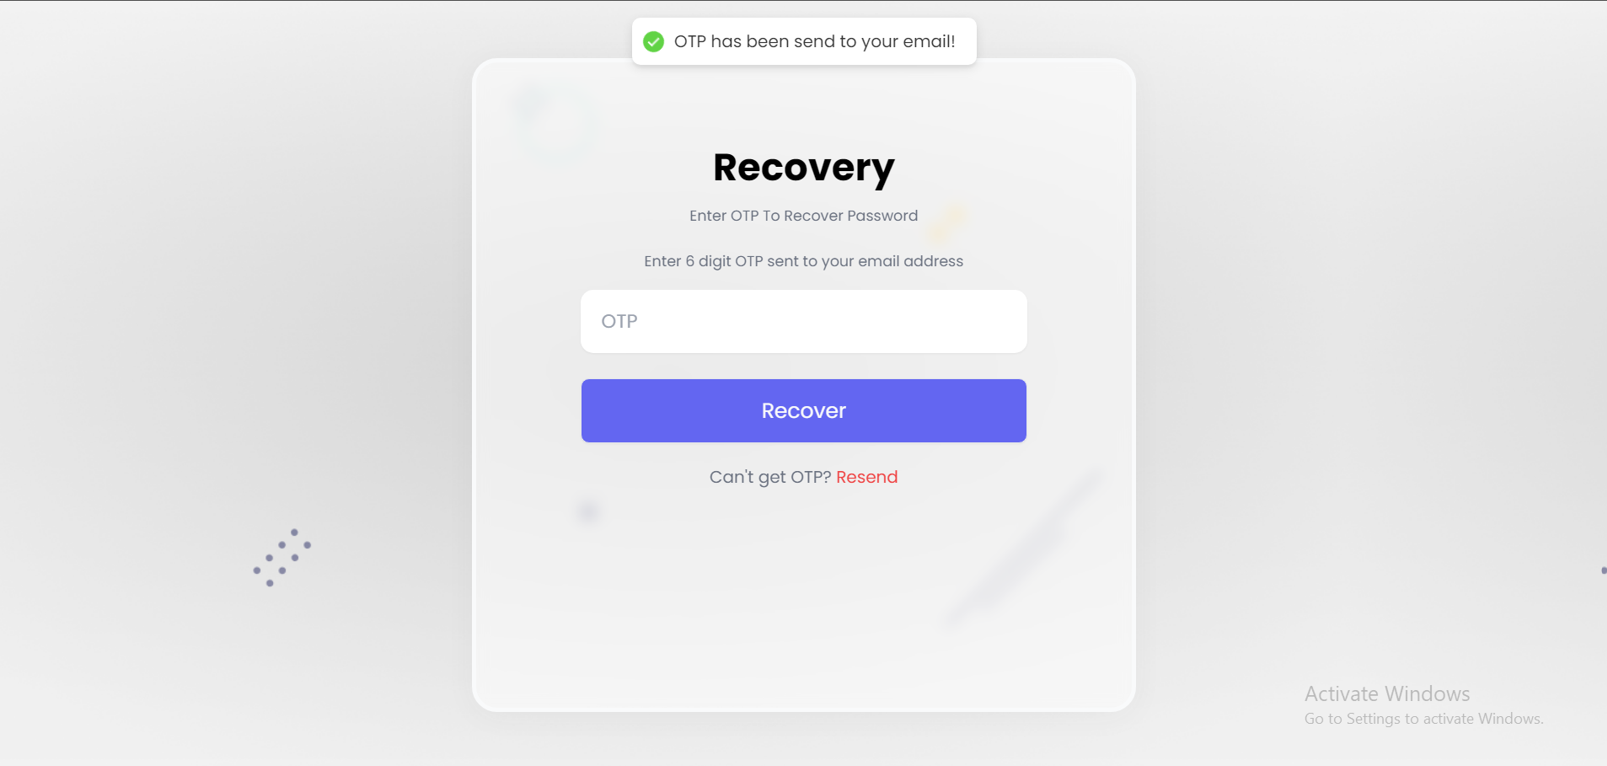 OTP has been send to your email!
Recovery
Enter OTP To Recover Password
Enter 6 digit OTP sent to your email address
OTP
Recover
Can't get OTP? Resend
Activate Windows
Go to Settings to activate Windows.